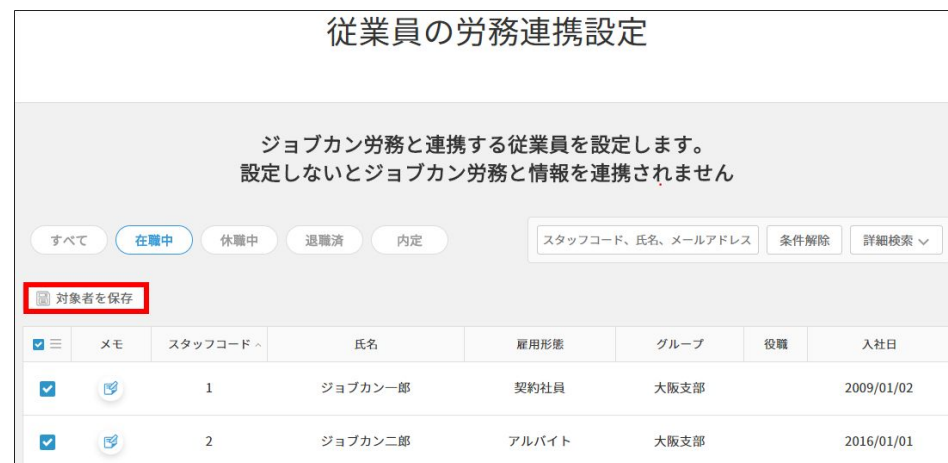 従業員の労務連携設定
ジョブカン労務と連携する従業員を設定します。
設定しないとジョブカン労務と情報を連携されません
すべて 在職中 休職中 退職済 内定 スタッフコード、氏名、メールアドレス 条件解除 詳細検索
対象者を保存
メモ スタッフコード 氏名 雇用形態 グループ 役職 入社日
1 ジョブカン一郎 契約社員 大阪支部 2009/01/02
2 ジョブカン二郎 アルバイト 大阪支部 2016/01/01